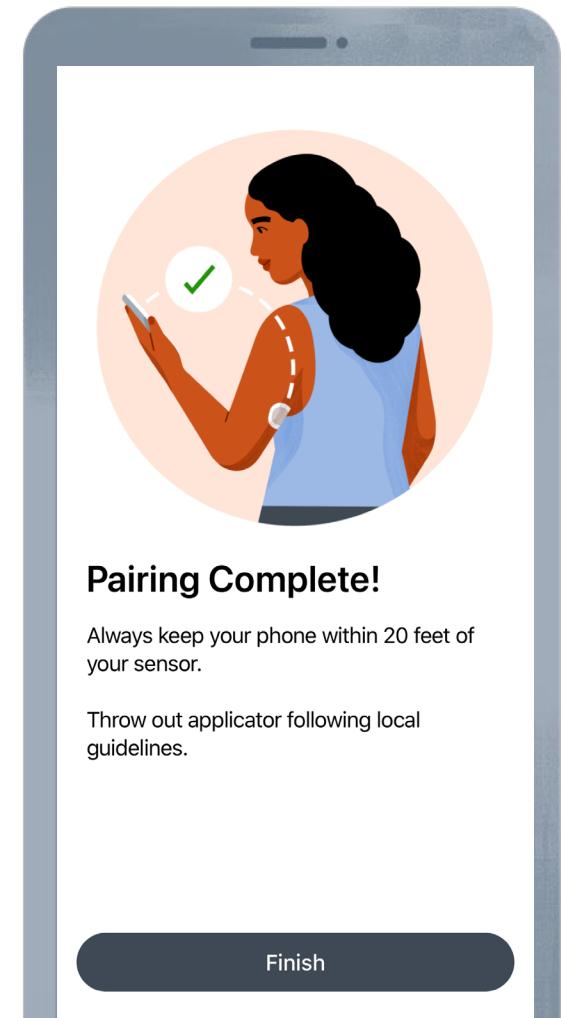 Pairing Complete!
Always keep your phone within 20 feet of
your sensor.
Throw out applicator following local
guidelines.
Finish